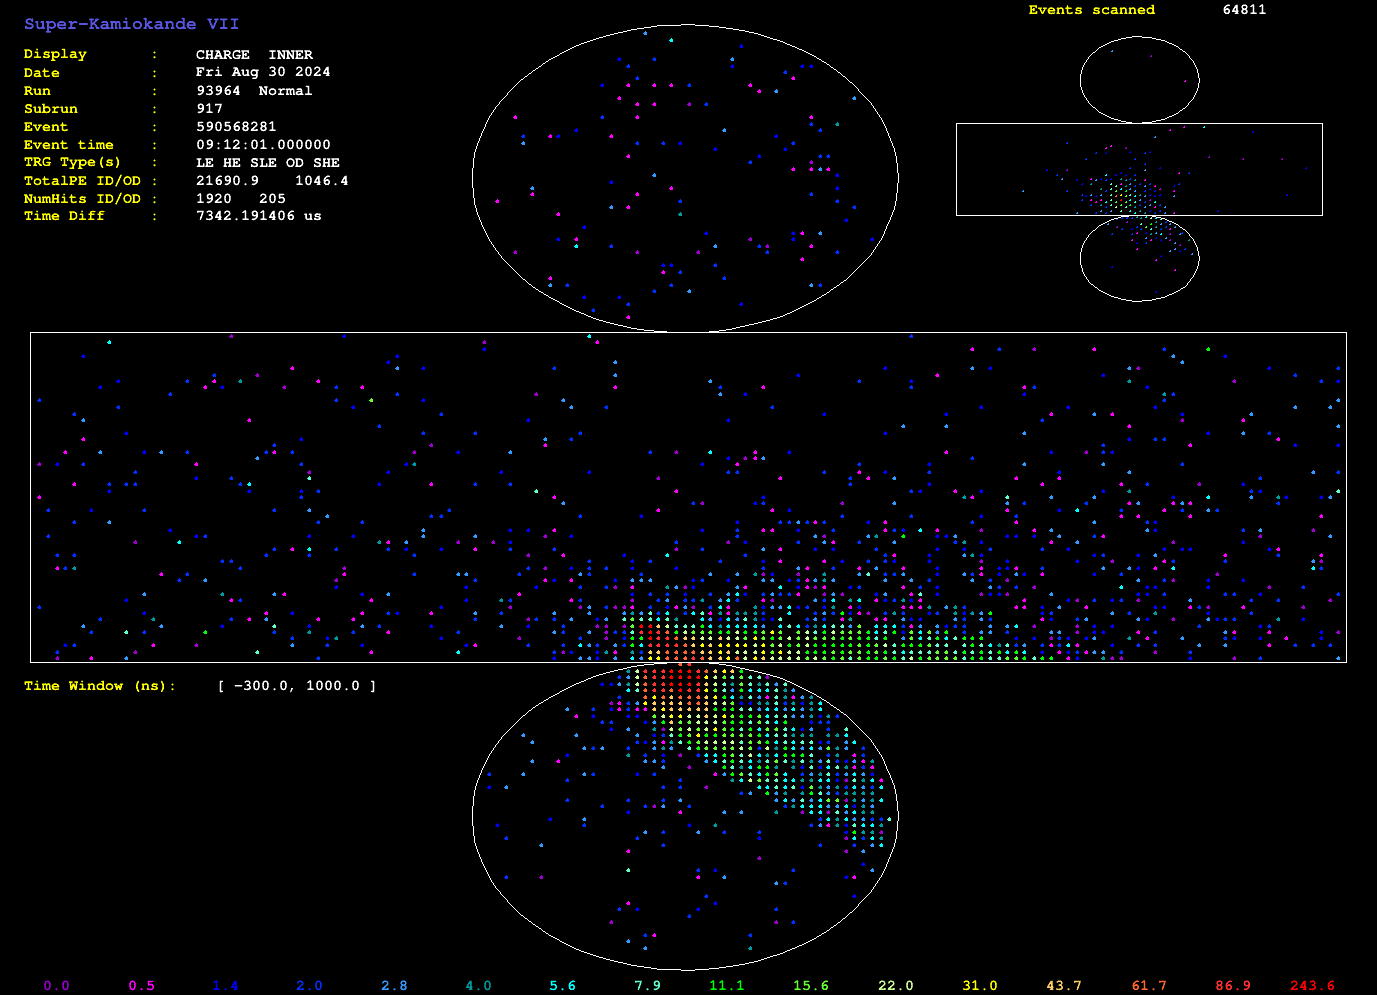 Super-Kamiokande VII
Events scanned 64811
Display : CHARGE INNER
Date : Fri Aug 30 2024
Run : 93964 Normal
Subrun : 917
Event : 590568281
Event time : 09:12:01.000000
TRG Type(s) : LE HE SLE OD SHE
TotalPE ID/OD : 21690.9 1046.4
NumHits ID/OD : 1920 205
Time Diff : 7342.191406 us
Time Window (ns): [ -300.0, 1000.0 ]
0.0 0.5 1.4 2.0 2.8 4.0 5.6 7.9 11.1 15.6 22.0 31.0 43.7 61.7 86.9 243.6